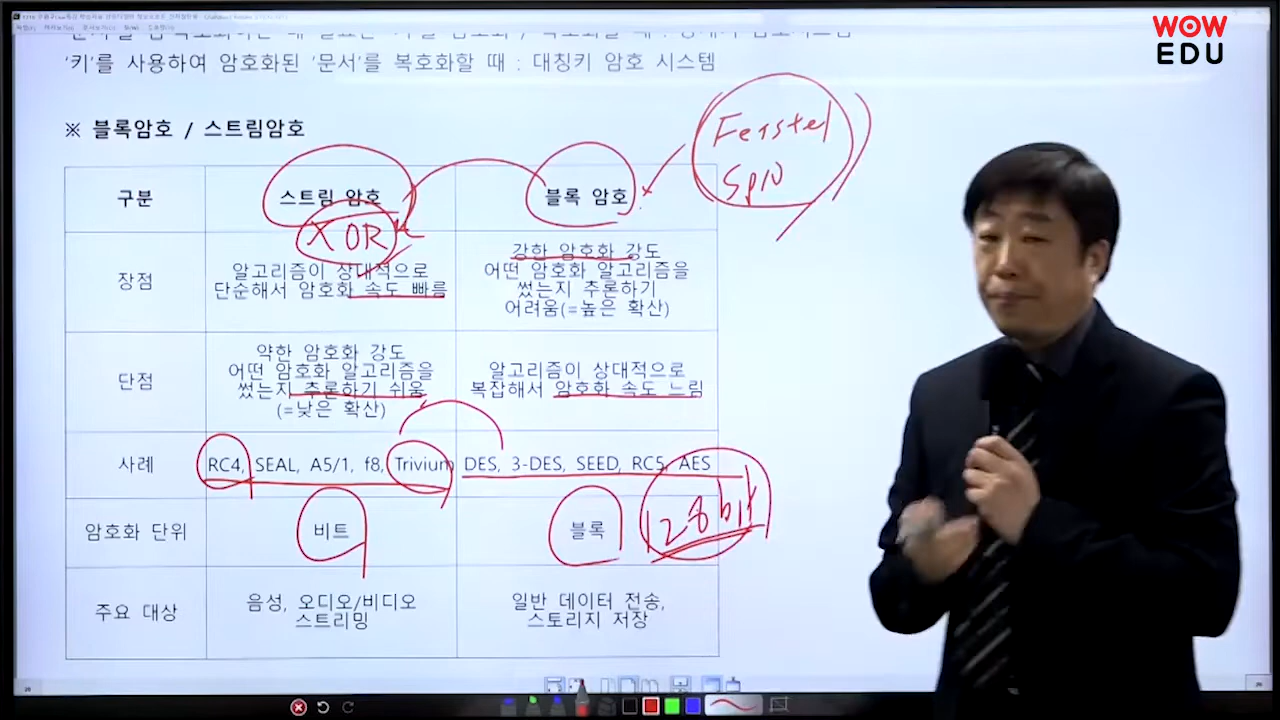 WOW
EDU
'키'를 사용하여 암호화된 '문서'를 복호화할 때 : 대칭키 암호 시스템
※ 블록암호 / 스트림암호
Feistel
SPN
구분
스트림 암호
블록 암호
XOR
장점
알고리즘이 상대적으로
단순해서 암호화 속도 빠름
강한 암호화 강도
어떤 암호화 알고리즘을
썼는지 추론하기
어려움(=높은 확산)
단점
약한 암호화 강도
어떤 암호화 알고리즘을
썼는지 추론하기 쉬움
(=낮은 확산)
알고리즘이 상대적으로
복잡해서 암호화 속도 느림
사례
RC4, SEAL, A5/1, f8, Trivium
DES, 3-DES, SEED, RC5, AES
암호화 단위
비트
블록
128bit
주요 대상
음성, 오디오/비디오
스트리밍
일반 데이터 전송,
스토리지 저장